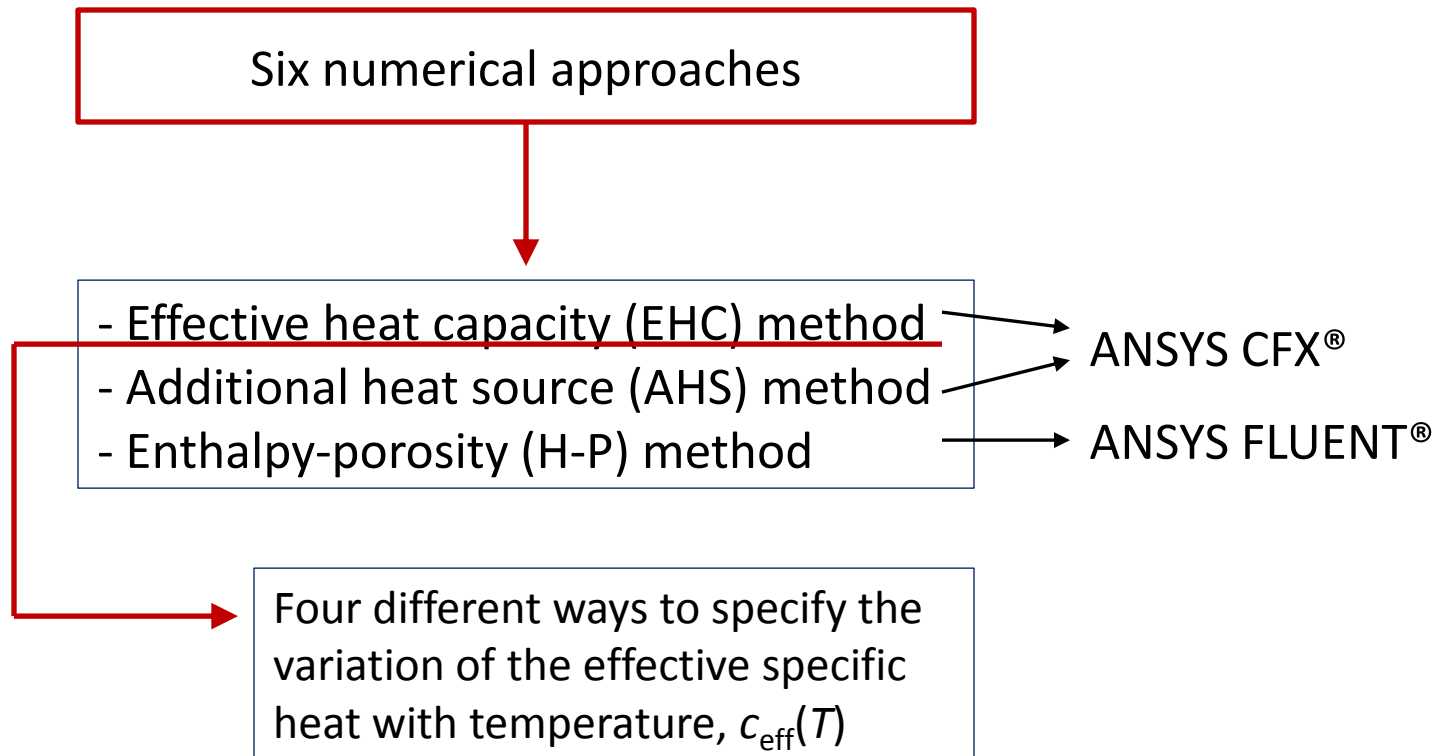 Six numerical approaches
- Effective heat capacity (EHC) method
- Additional heat source (AHS) method
- Enthalpy-porosity (H-P) method
ANSYS CFX®
ANSYS FLUENT®
Four different ways to specify the
variation of the effective specific
heat with temperature, c_eff(T)